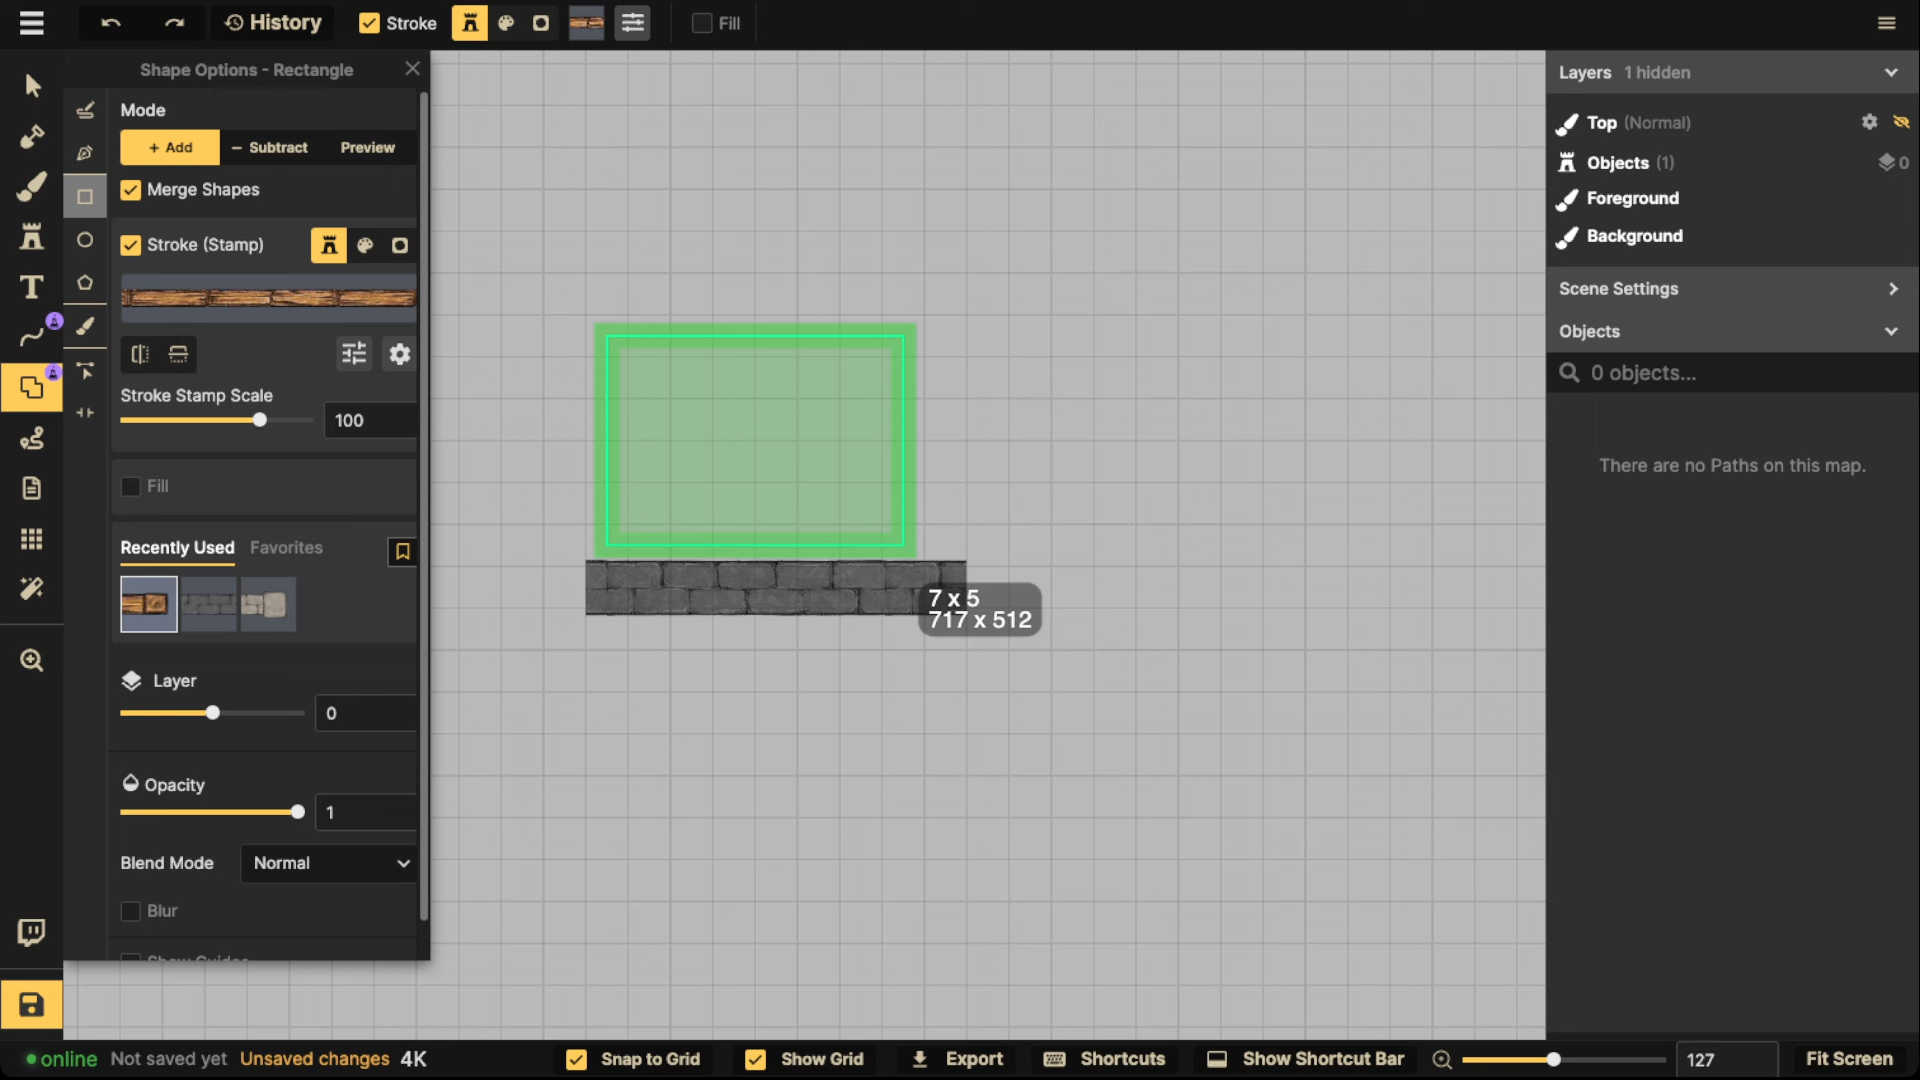 History
Stroke
Fill
Shape Options - Rectangle
Mode
+ Add
− Subtract
Preview
Merge Shapes
Stroke (Stamp)
Stroke Stamp Scale
100
Fill
Recently Used
Favorites
Layer
0
Opacity
1
Blend Mode
Normal
Blur
Show Guides
7 x 5
717 x 512
Layers 1 hidden
Top (Normal)
Objects (1)
0
Foreground
Background
Scene Settings
Objects
0 objects...
There are no Paths on this map.
online Not saved yet Unsaved changes 4K
Snap to Grid
Show Grid
Export
Shortcuts
Show Shortcut Bar
127
Fit Screen